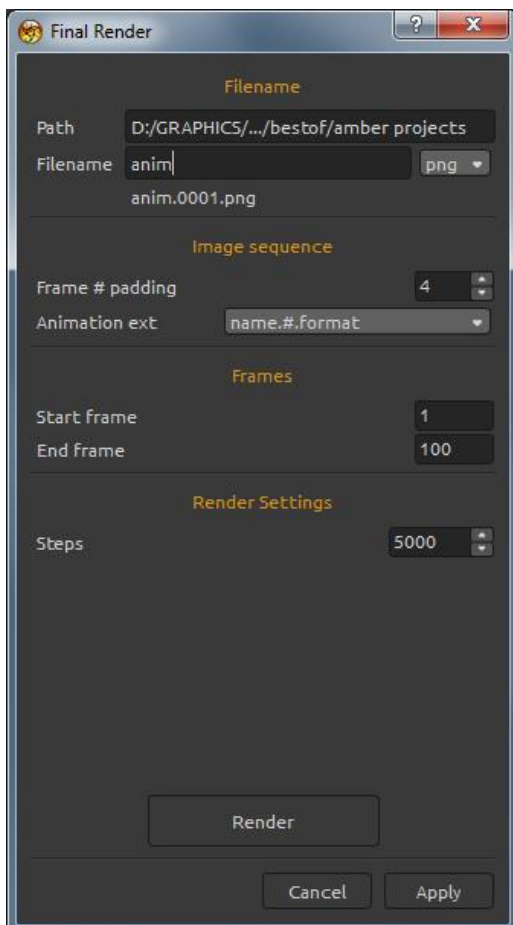 Final Render
Filename
Path D:/GRAPHICS/.../bestof/amber projects
Filename anim png
anim.0001.png
Image sequence
Frame # padding 4
Animation ext name.#.format
Frames
Start frame 1
End frame 100
Render Settings
Steps 5000
Render
Cancel Apply